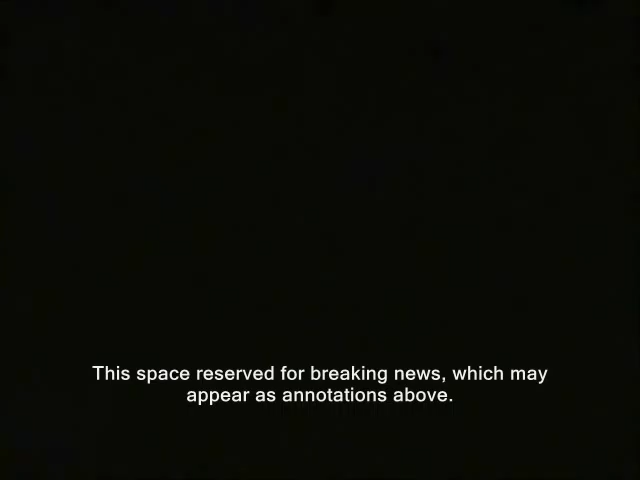 This space reserved for breaking news, which may
appear as annotations above.